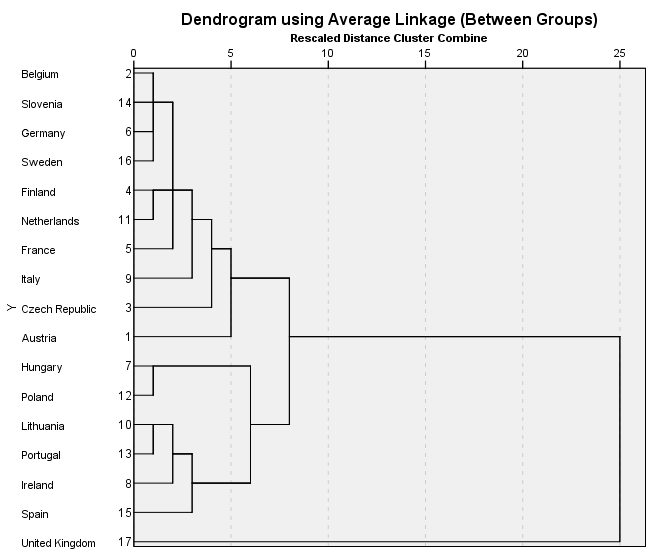 Dendrogram using Average Linkage (Between Groups)
Rescaled Distance Cluster Combine
0 5 10 15 20 25
Belgium 2
Slovenia 14
Germany 6
Sweden 16
Finland 4
Netherlands 11
France 5
Italy 9
Y
Czech Republic 3
Austria 1
Hungary 7
Poland 12
Lithuania 10
Portugal 13
Ireland 8
Spain 15
United Kingdom 17